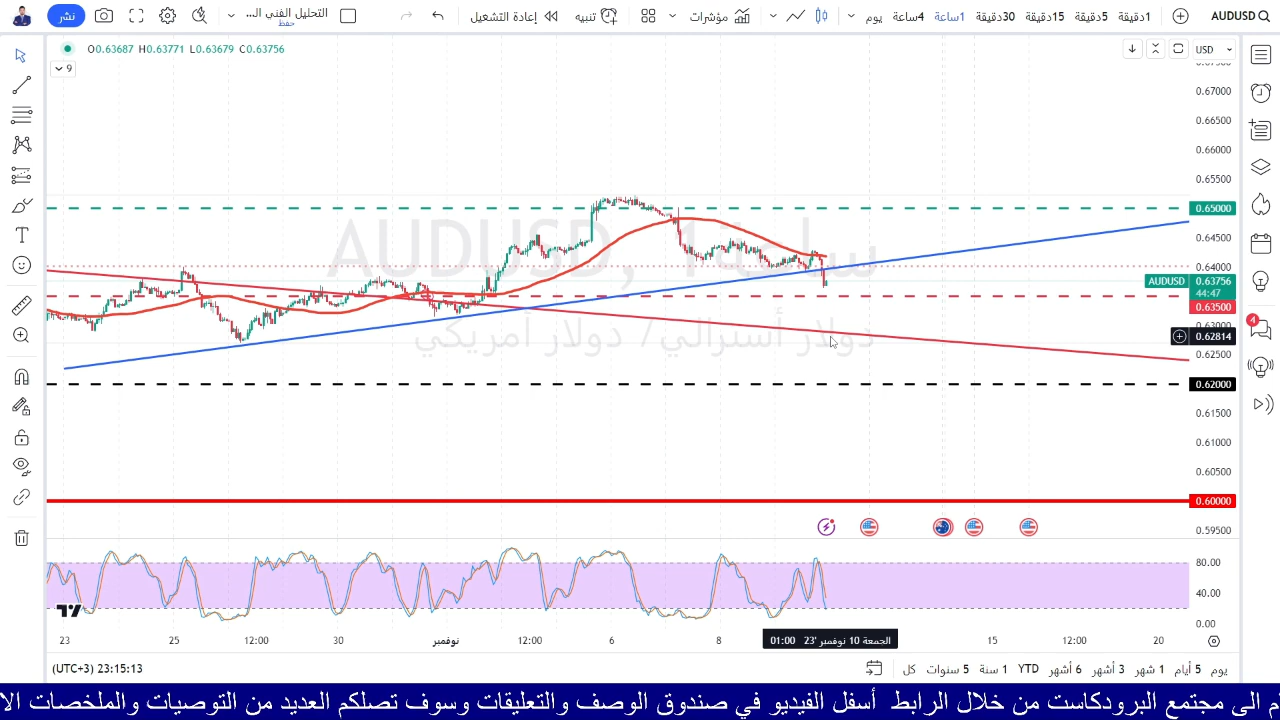 نشر
التحليل الفني ال...
حفظ
إعادة التشغيل
تنبيه
مؤشرات
يوم
4ساعة
1ساعة
30دقيقة
15دقيقة
5دقيقة
1دقيقة
AUDUSD
O0.63687 H0.63771 L0.63679 C0.63756
9
USD
0.67000
0.66500
0.66000
0.65500
0.65000
0.64500
0.64000
AUDUSD 0.63756
44:47
0.63500
0.63000
0.62814
0.62500
0.62000
0.61500
0.61000
0.60500
0.60000
0.59500
AUDUSD, 1 ساعة
دولار أسترالي/ دولار أمريكي
4
80.00
40.00
0.00
23
25
12:00
30
نوفمبر
12:00
6
8
الجمعة 10 نوفمبر '23 01:00
15
12:00
20
(UTC+3) 23:15:13
يوم
5 أيام
1 شهر
3 أشهر
6 أشهر
YTD
1 سنة
5 سنوات
كل
م الى مجتمع البرودكاست من خلال الرابط أسفل الفيديو في صندوق الوصف والتعليقات وسوف تصلكم العديد من التوصيات والملخصات الا